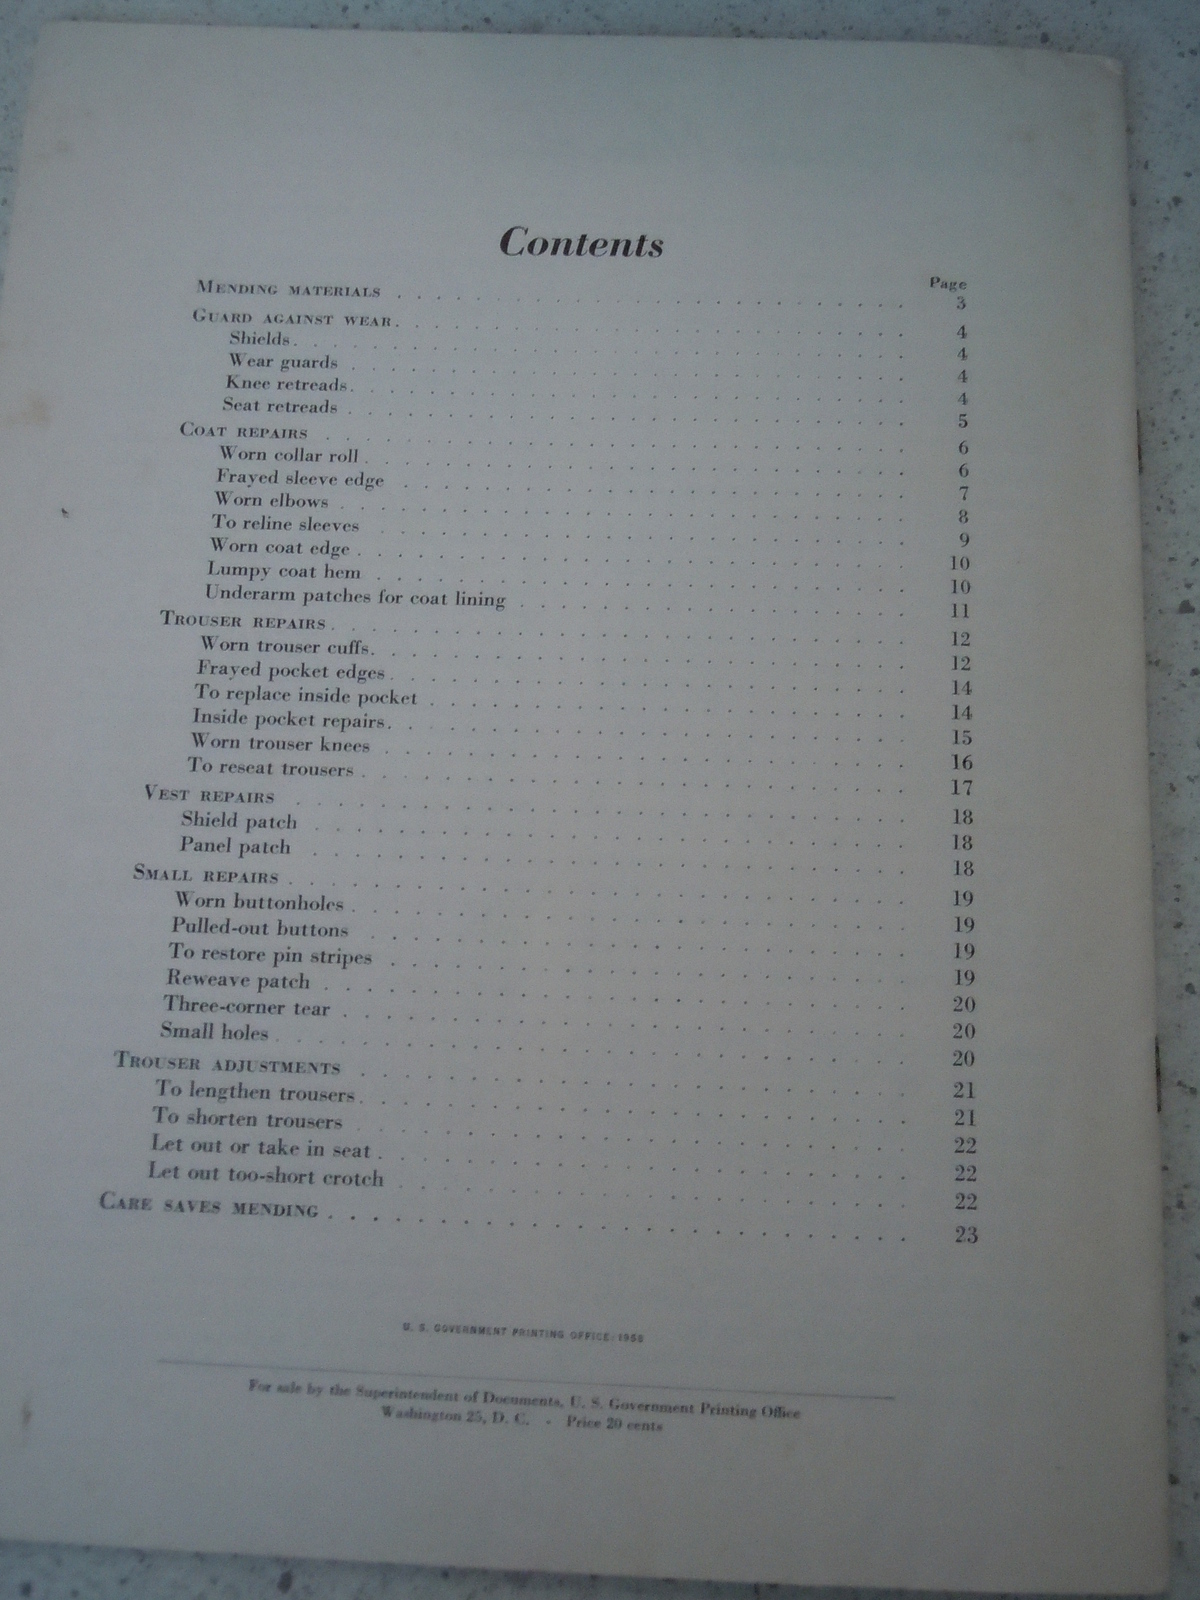 Contents
Page
MENDING MATERIALS . . . . . . . . . . . . . . . . . . . . 3
GUARD AGAINST WEAR . . . . . . . . . . . . . . . . . . . . 4
Shields . . . . . . . . . . . . . . . . . . . . 4
Wear guards . . . . . . . . . . . . . . . . . . . . 4
Knee retreads . . . . . . . . . . . . . . . . . . . . 4
Seat retreads . . . . . . . . . . . . . . . . . . . . 5
COAT REPAIRS . . . . . . . . . . . . . . . . . . . . 6
Worn collar roll . . . . . . . . . . . . . . . . . . . . 6
Frayed sleeve edge . . . . . . . . . . . . . . . . . . . . 7
Worn elbows . . . . . . . . . . . . . . . . . . . . 8
To reline sleeves . . . . . . . . . . . . . . . . . . . . 9
Worn coat edge . . . . . . . . . . . . . . . . . . . . 10
Lumpy coat hem . . . . . . . . . . . . . . . . . . . . 10
Underarm patches for coat lining . . . . . . . . . . . . . . . 11
TROUSER REPAIRS . . . . . . . . . . . . . . . . . . . . 12
Worn trouser cuffs . . . . . . . . . . . . . . . . . . . . 12
Frayed pocket edges . . . . . . . . . . . . . . . . . . . . 14
To replace inside pocket . . . . . . . . . . . . . . . . . . 14
Inside pocket repairs . . . . . . . . . . . . . . . . . . . . 15
Worn trouser knees . . . . . . . . . . . . . . . . . . . . 16
To reseat trousers . . . . . . . . . . . . . . . . . . . . 17
VEST REPAIRS . . . . . . . . . . . . . . . . . . . . 18
Shield patch . . . . . . . . . . . . . . . . . . . . 18
Panel patch . . . . . . . . . . . . . . . . . . . . 18
SMALL REPAIRS . . . . . . . . . . . . . . . . . . . . 19
Worn buttonholes . . . . . . . . . . . . . . . . . . . . 19
Pulled-out buttons . . . . . . . . . . . . . . . . . . . . 19
To restore pin stripes . . . . . . . . . . . . . . . . . . . 19
Reweave patch . . . . . . . . . . . . . . . . . . . . 20
Three-corner tear . . . . . . . . . . . . . . . . . . . . 20
Small holes . . . . . . . . . . . . . . . . . . . . 20
TROUSER ADJUSTMENTS . . . . . . . . . . . . . . . . . . . . 21
To lengthen trousers . . . . . . . . . . . . . . . . . . . . 21
To shorten trousers . . . . . . . . . . . . . . . . . . . . 22
Let out or take in seat . . . . . . . . . . . . . . . . . . . 22
Let out too-short crotch . . . . . . . . . . . . . . . . . . . 22
CARE SAVES MENDING . . . . . . . . . . . . . . . . . . . . 23
U. S. GOVERNMENT PRINTING OFFICE:
For sale by the Superintendent of Documents, U. S. Government Printing Office
Washington 25, D. C. - Price 20 cents